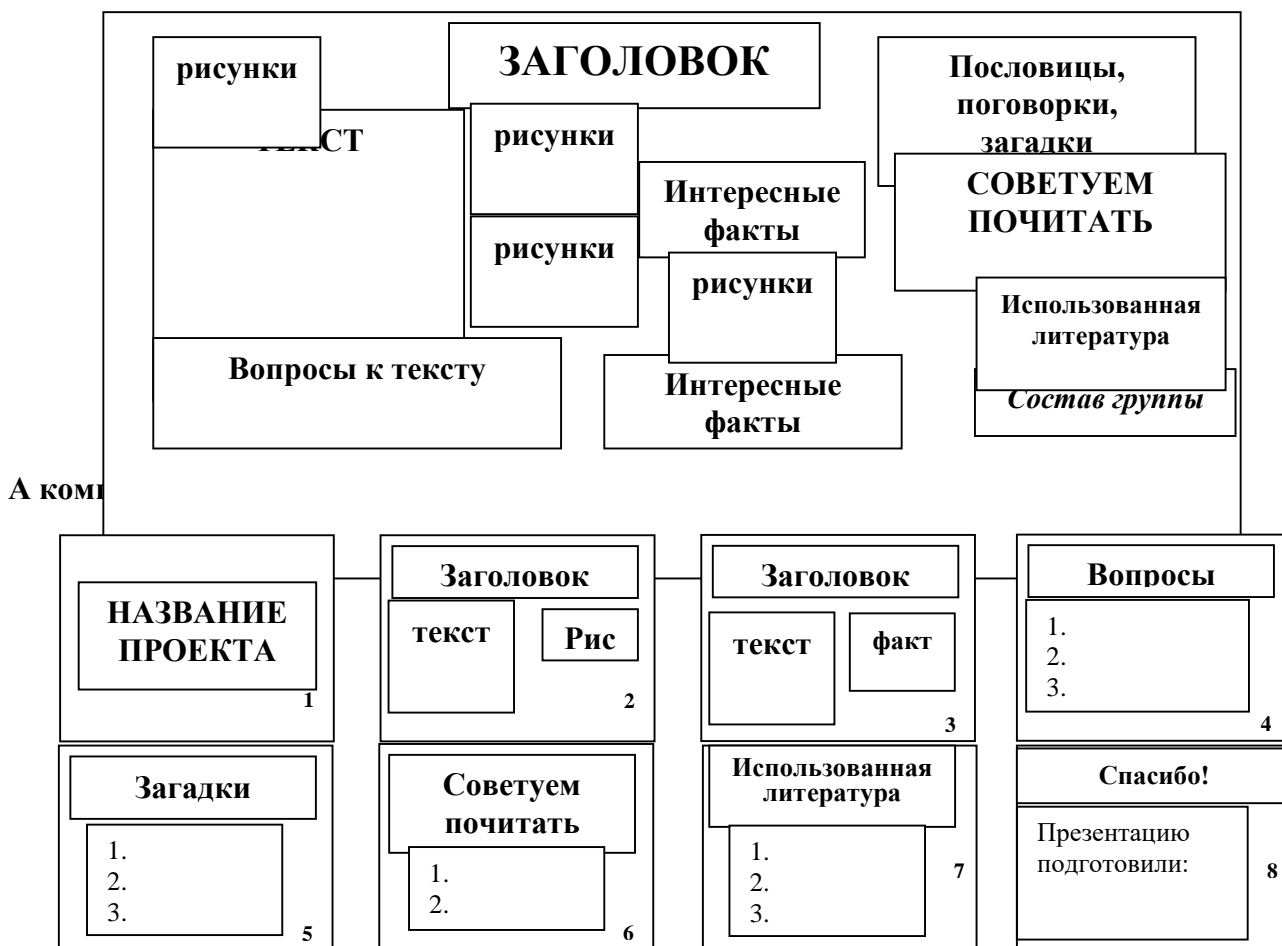 рисунки
ЗАГОЛОВОК
Пословицы,
поговорки,
загадки
ТЕКСТ
рисунки
СОВЕТУЕМ
ПОЧИТАТЬ
Интересные
факты
рисунки
рисунки
Использованная
литература
Вопросы к тексту
Интересные
факты
Состав группы
А
НАЗВАНИЕ
ПРОЕКТА
1
Заголовок
текст
Рис
2
Заголовок
текст
факт
3
Вопросы
1.
2.
3.
4
Загадки
1.
2.
3.
5
Советуем
почитать
1.
2.
6
Использованная
литература
1.
2.
3.
7
Спасибо!
Презентацию
подготовили:
8